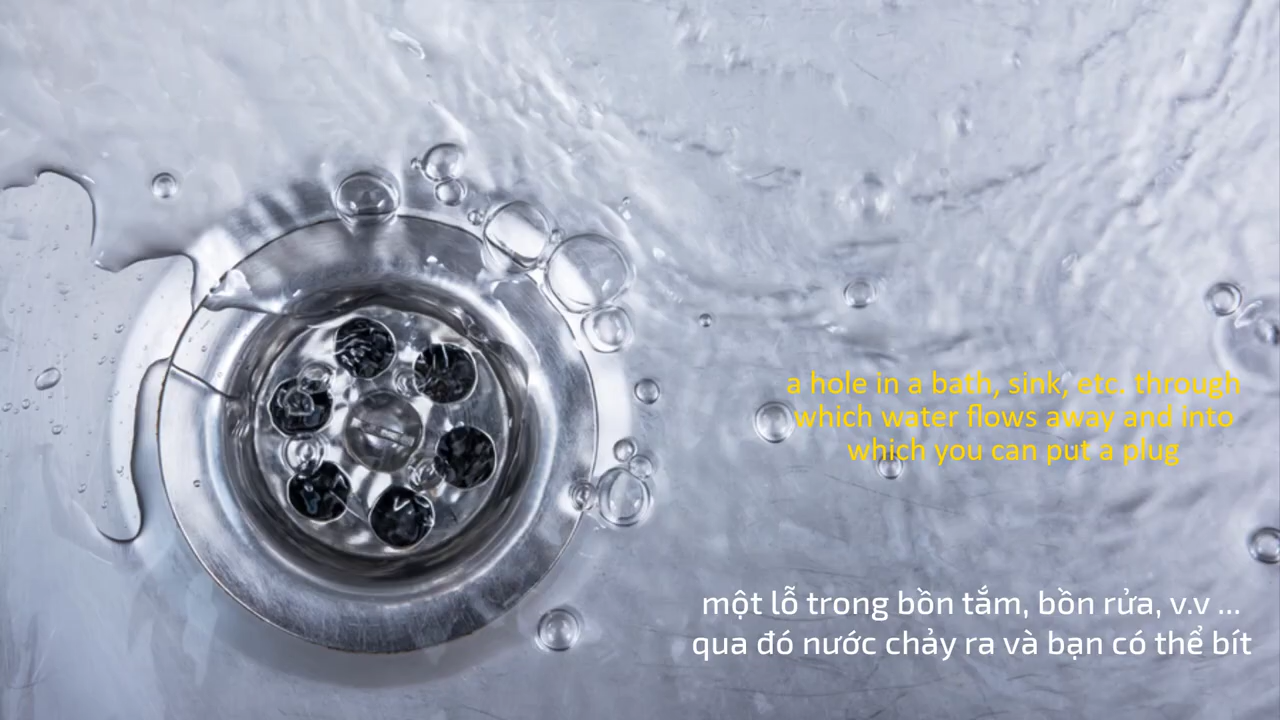 a hole in a bath, sink, etc. through
which water flows away and into
which you can put a plug
một lỗ trong bồn tắm, bồn rửa, v.v ...
qua đó nước chảy ra và bạn có thể bít